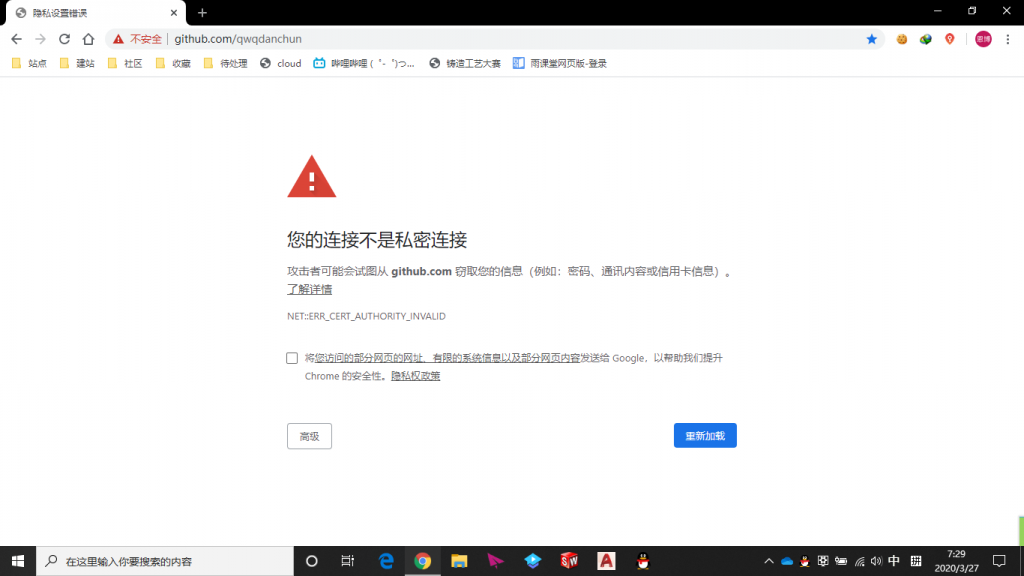 隐私设置错误
不安全 github.com/qwqdanchun
思博
站点 建站 社区 收藏 待处理 cloud 哔哩哔哩 ( ゜- ゜)つ... 铸造工艺大赛 雨课堂网页版-登录
您的连接不是私密连接
攻击者可能会试图从 github.com 窃取您的信息（例如：密码、通讯内容或信用卡信息）。
了解详情
NET::ERR_CERT_AUTHORITY_INVALID
将您访问的部分网页的网址、有限的系统信息以及部分网页内容发送给 Google，以帮助我们提升
Chrome 的安全性。隐私权政策
高级
重新加载
在这里输入你要搜索的内容
SW
A
中
7:29
2020/3/27